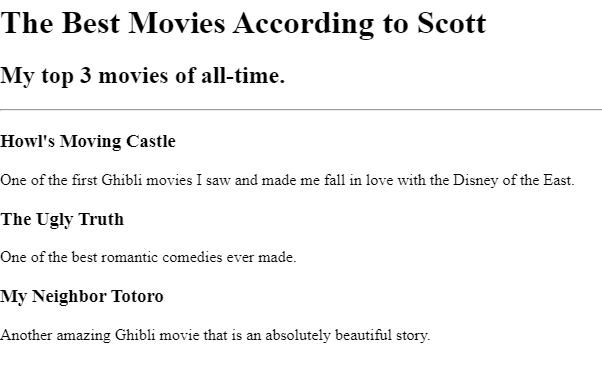 The Best Movies According to Scott
My top 3 movies of all-time.
Howl's Moving Castle
One of the first Ghibli movies I saw and made me fall in love with the Disney of the East.
The Ugly Truth
One of the best romantic comedies ever made.
My Neighbor Totoro
Another amazing Ghibli movie that is an absolutely beautiful story.